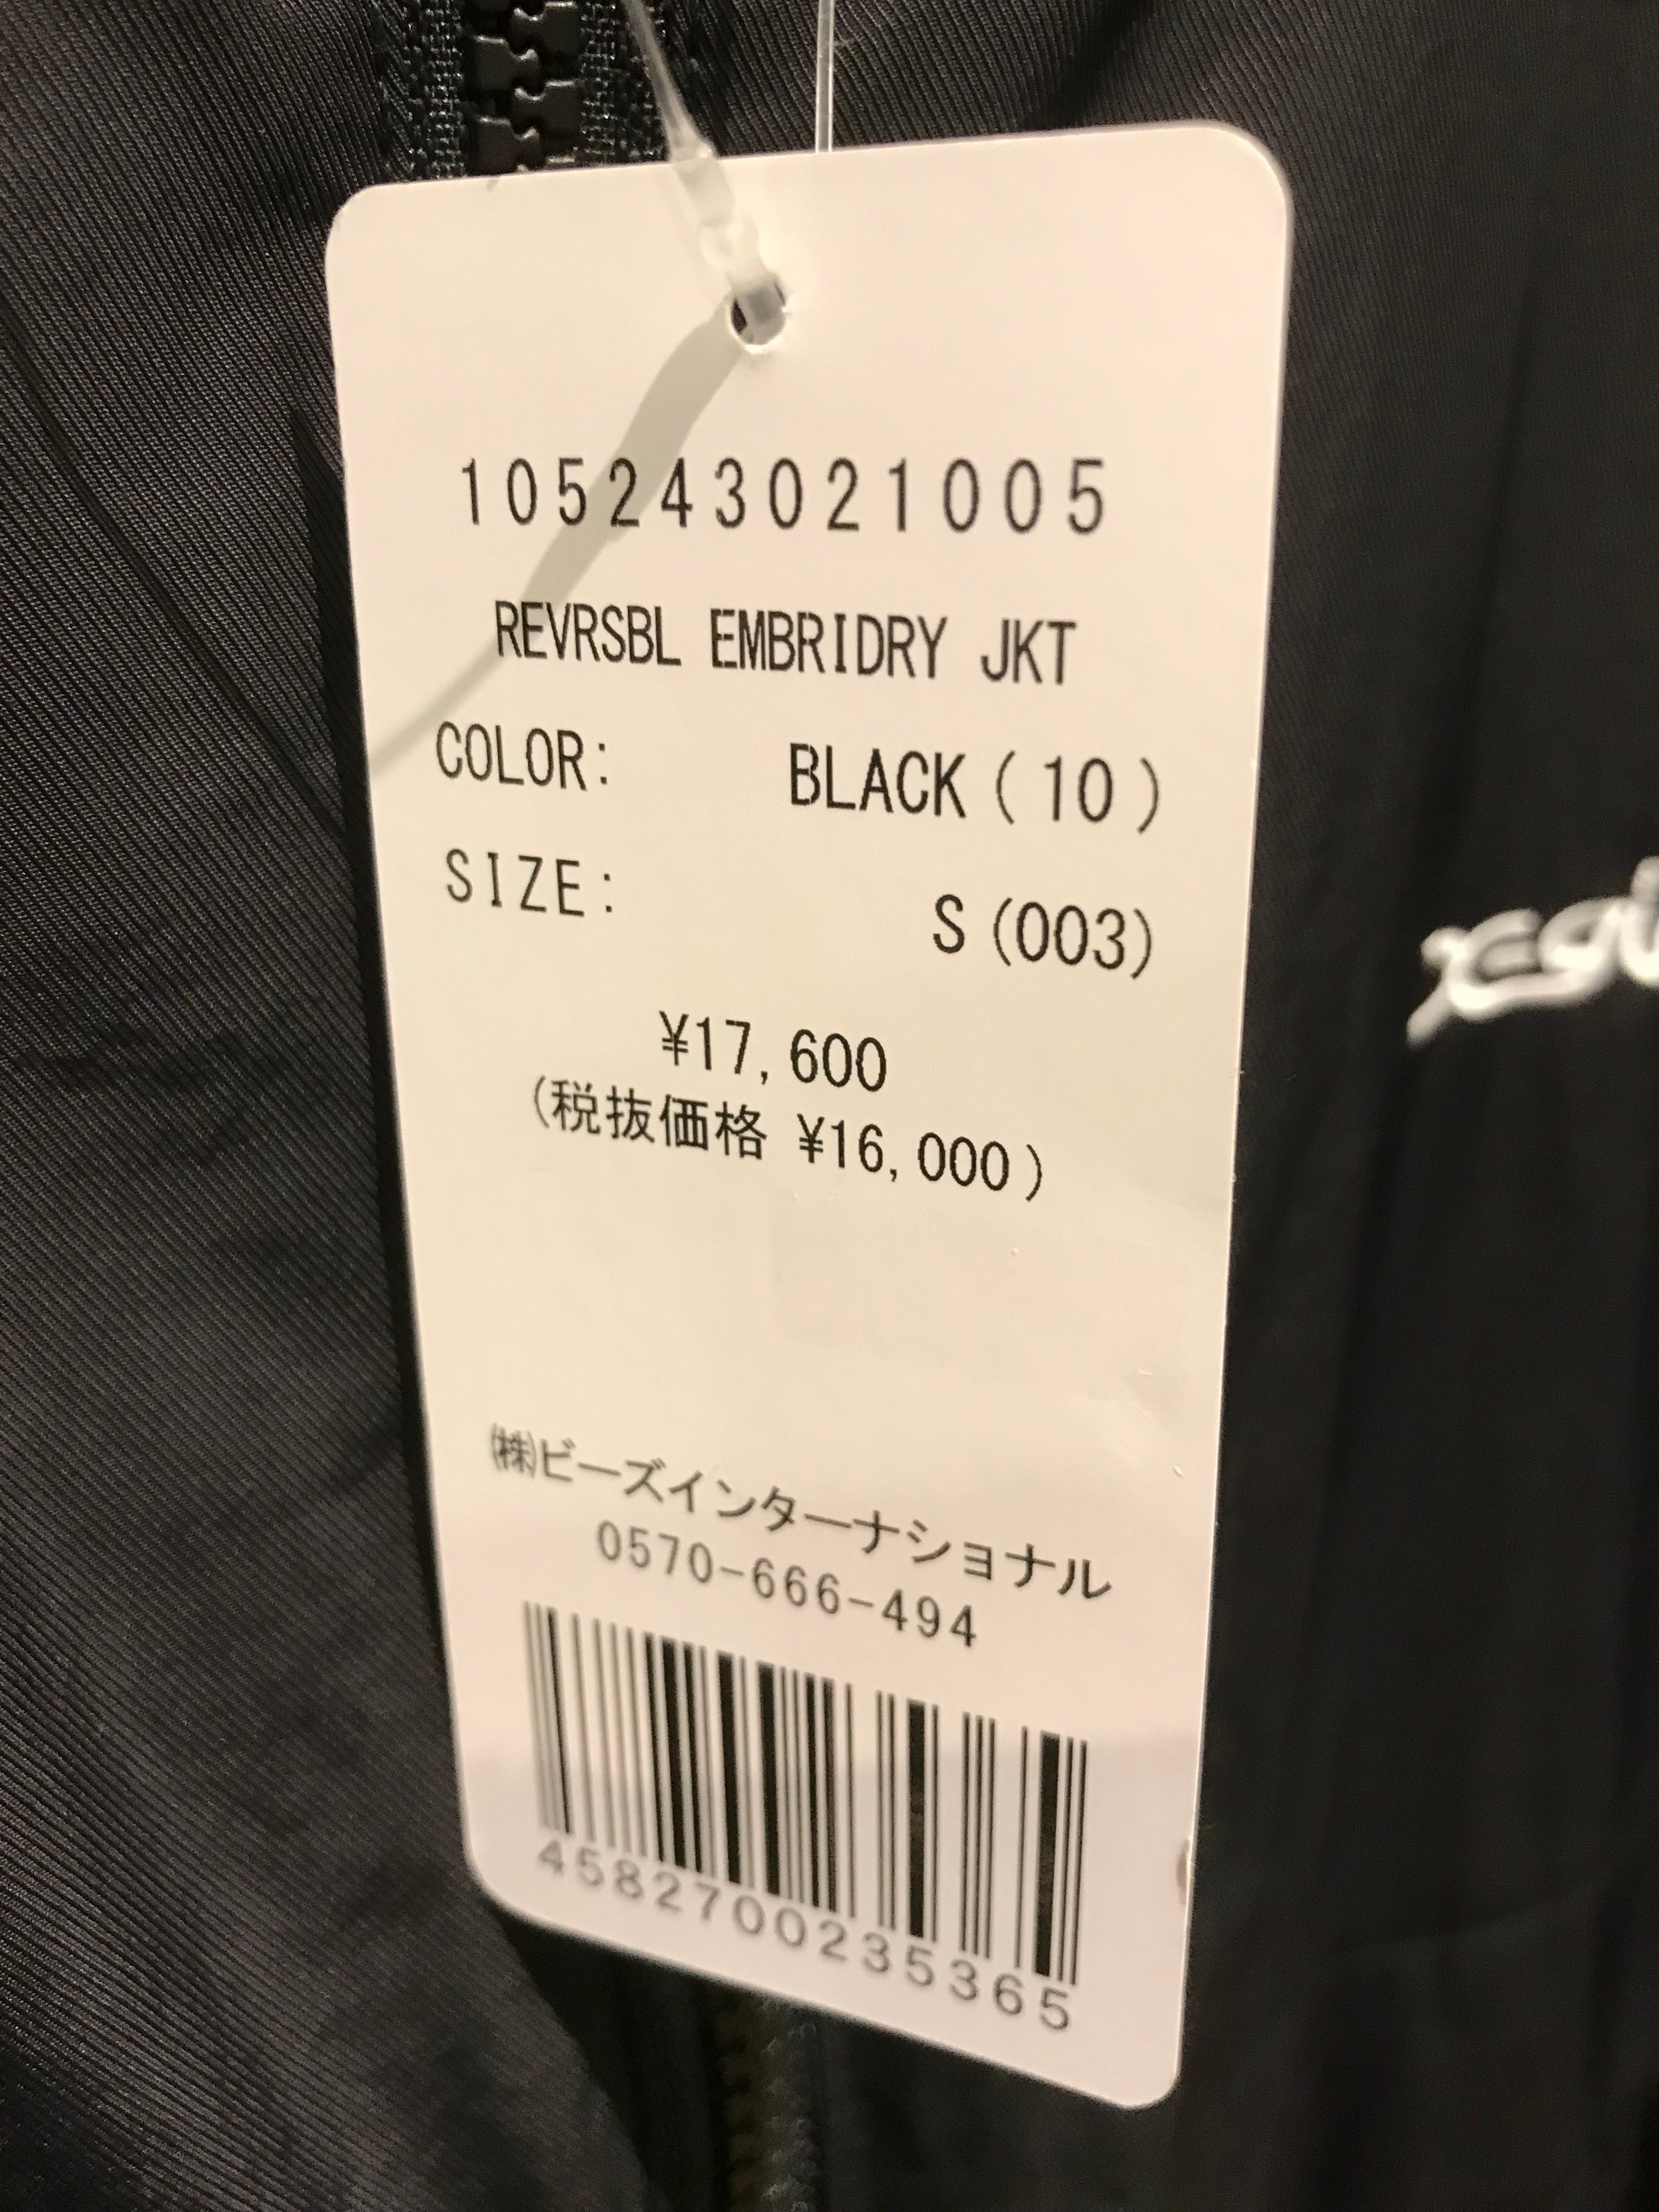 105243021005
REVRSBL EMBRIDRY JKT
COLOR: BLACK(10)
SIZE: S(003)
¥17,600
(税抜価格 ¥16,000)
㈱ビーズインターナショナル
0570-666-494
4582700235365